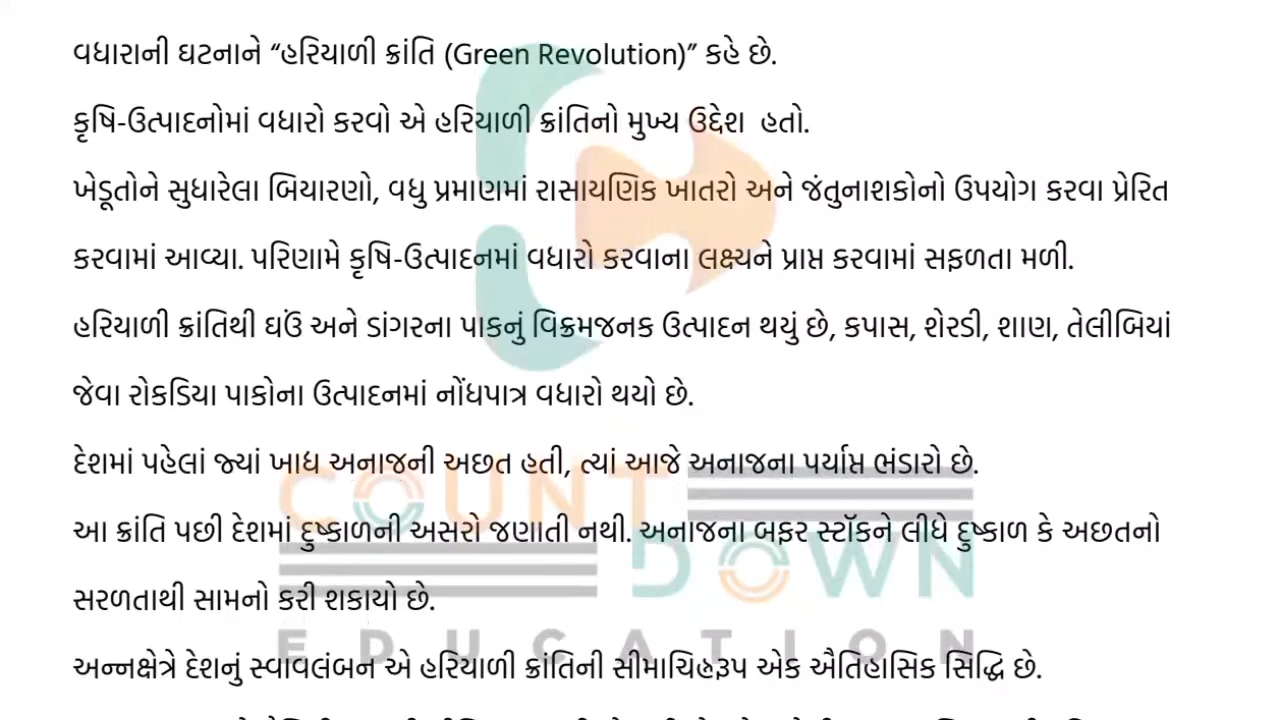 વધારાની ઘટનાને “હરિયાળી ક્રાંતિ (Green Revolution)” કહે છે.
કૃષિ-ઉત્પાદનોમાં વધારો કરવો એ હરિયાળી ક્રાંતિનો મુખ્ય ઉદ્દેશ હતો.
ખેડૂતોને સુધારેલા બિયારણો, વધુ પ્રમાણમાં રાસાયણિક ખાતરો અને જંતુનાશકોનો ઉપયોગ કરવા પ્રેરિત
કરવામાં આવ્યા. પરિણામે કૃષિ-ઉત્પાદનમાં વધારો કરવાના લક્ષ્યને પ્રાપ્ત કરવામાં સફળતા મળી.
હરિયાળી ક્રાંતિથી ઘઉં અને ડાંગરના પાકનું વિક્રમજનક ઉત્પાદન થયું છે, કપાસ, શેરડી, શાણ, તેલીબિયાં
જેવા રોકડિયા પાકોના ઉત્પાદનમાં નોંધપાત્ર વધારો થયો છે.
દેશમાં પહેલાં જ્યાં ખાદ્ય અનાજની અછત હતી, ત્યાં આજે અનાજના પર્યાપ્ત ભંડારો છે.
આ ક્રાંતિ પછી દેશમાં દુષ્કાળની અસરો જણાતી નથી. અનાજના બફર સ્ટૉકને લીધે દુષ્કાળ કે અછતનો
સરળતાથી સામનો કરી શકાયો છે.
અન્નક્ષેત્રે દેશનું સ્વાવલંબન એ હરિયાળી ક્રાંતિની સીમાચિહ્નરૂપ એક ઐતિહાસિક સિદ્ધિ છે.
COUNT
DOWN
EDUCATION